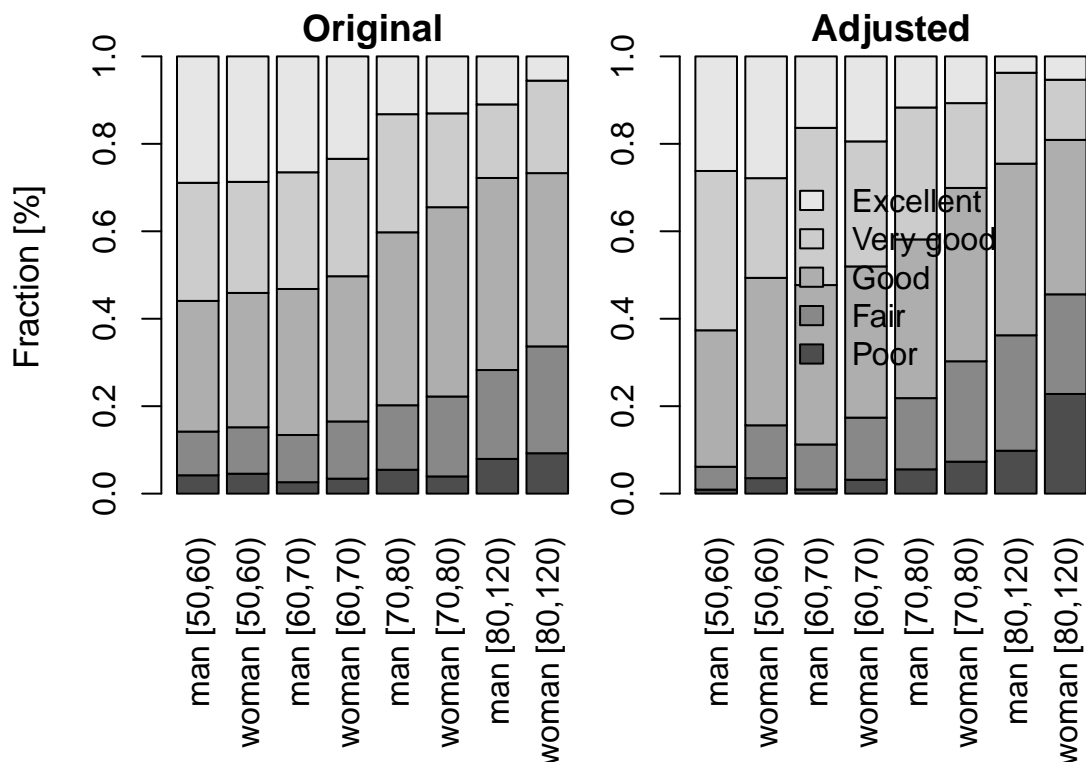 Original
Adjusted
Fraction [%]
1.0
0.8
0.6
0.4
0.2
0.0
1.0
0.8
0.6
0.4
0.2
0.0
Excellent
Very good
Good
Fair
Poor
man [50,60)
woman [50,60)
man [60,70)
woman [60,70)
man [70,80)
woman [70,80)
man [80,120)
woman [80,120)
man [50,60)
woman [50,60)
man [60,70)
woman [60,70)
man [70,80)
woman [70,80)
man [80,120)
woman [80,120)